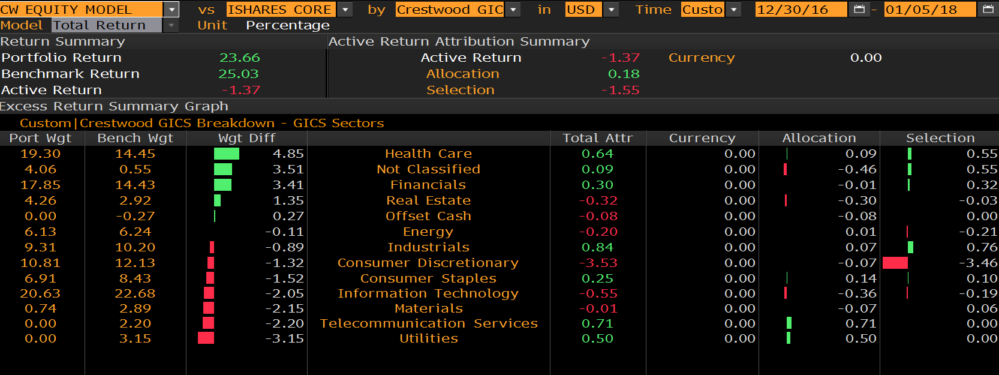 CW EQUITY MODEL vs ISHARES CORE by Crestwood GIC in USD Time Custo 12/30/16 - 01/05/18
Model Total Return Unit Percentage
Return Summary Active Return Attribution Summary
Portfolio Return 23.66 Active Return -1.37 Currency 0.00
Benchmark Return 25.03 Allocation 0.18
Active Return -1.37 Selection -1.55
Excess Return Summary Graph
Custom|Crestwood GICS Breakdown - GICS Sectors
Port Wgt Bench Wgt Wgt Diff Total Attr Currency Allocation Selection
19.30 14.45 4.85 Health Care 0.64 0.00 0.09 0.55
4.06 0.55 3.51 Not Classified 0.09 0.00 -0.46 0.55
17.85 14.43 3.41 Financials 0.30 0.00 -0.01 0.32
4.26 2.92 1.35 Real Estate -0.32 0.00 -0.30 -0.03
0.00 -0.27 0.27 Offset Cash -0.08 0.00 -0.08 0.00
6.13 6.24 -0.11 Energy -0.20 0.00 0.01 -0.21
9.31 10.20 -0.89 Industrials 0.84 0.00 0.07 0.76
10.81 12.13 -1.32 Consumer Discretionary -3.53 0.00 -0.07 -3.46
6.91 8.43 -1.52 Consumer Staples 0.25 0.00 0.14 0.10
20.63 22.68 -2.05 Information Technology -0.55 0.00 -0.36 -0.19
0.74 2.89 -2.15 Materials -0.01 0.00 -0.07 0.06
0.00 2.20 -2.20 Telecommunication Services 0.71 0.00 0.71 0.00
0.00 3.15 -3.15 Utilities 0.50 0.00 0.50 0.00